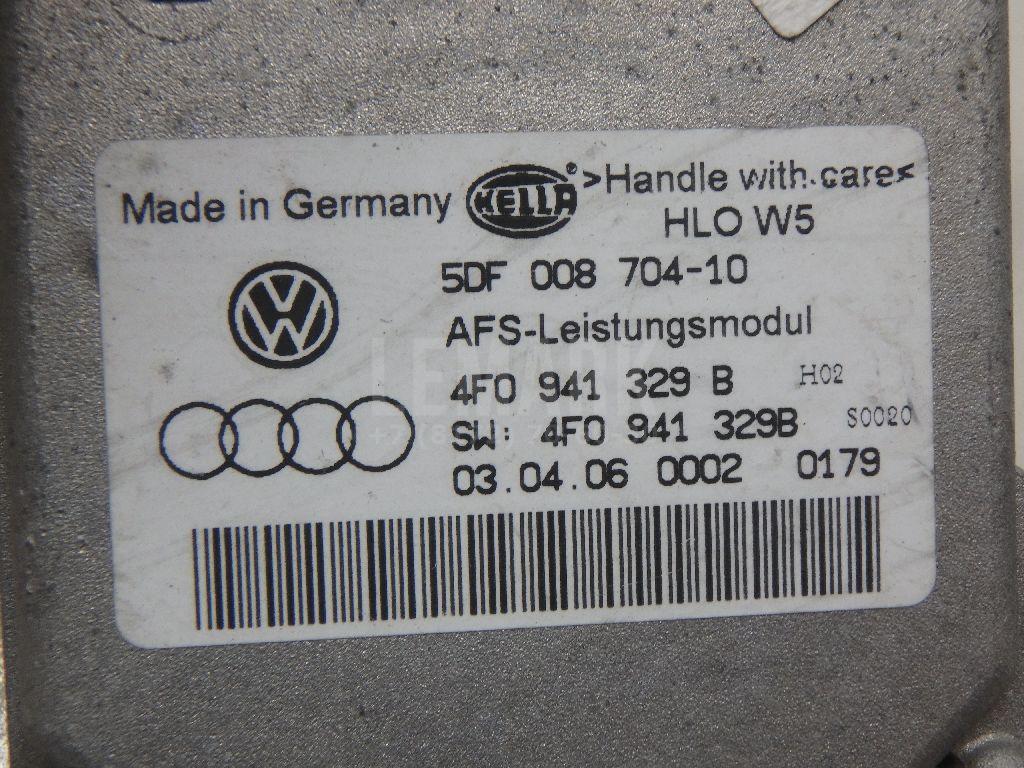 Made in Germany HELLA® >Handle with care<
HLO W5
5DF 008 704-10
AFS-Leistungsmodul
4F0 941 329 B H02
SW: 4F0 941 329B S0020
03.04.06 0002 0179
LEMARK